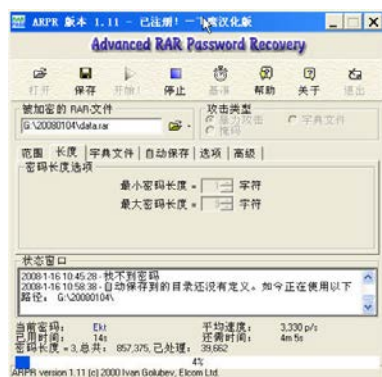 ARPR 版本 1.11 - 已注册! -
Advanced RAR Password Recovery
打开 保存 开始! 停止 基准 帮助 关于 退出
被加密的 RAR-文件
G:\20080104\data.rar
攻击类型
暴力攻击 字典文件
掩码
范围 长度 字典文件 自动保存 选项 高级
密码长度选项
最小密码长度 = 1 字符
最大密码长度 = 字符
状态窗口
2008-1-16 10:45:28 - 找不到密码
2008-1-16 10:58:38 - 自动保存到的目录还没有定义。如今正在使用以下
路径: G:\20080104\
当前密码: Ekt 平均速度: 3,330 p/s
已用时间: 14s 还需时间: 4m 5s
密码长度 = 3, 总共: 857,375, 已处理: 39,662
4%
ARPR version 1.11 (c) 2000 Ivan Golubev, Elcom Ltd.